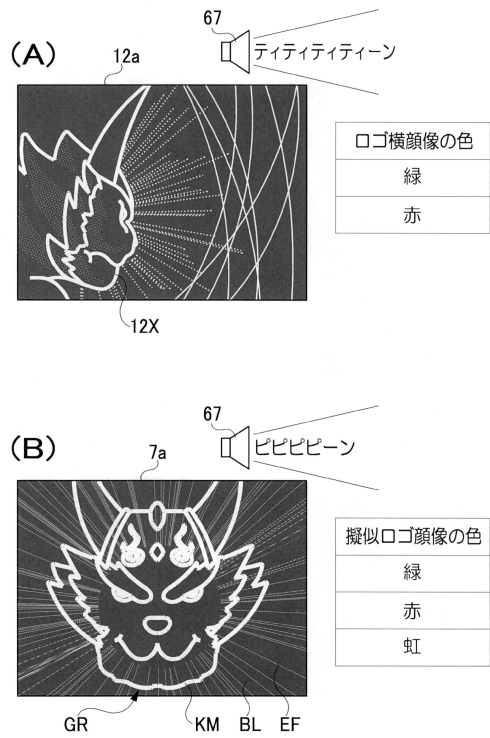 (A)
67
ティティティティーン
12a
ロゴ横顔像の色
緑
赤
12X
(B)
67
ピピピピーン
7a
擬似ロゴ顔像の色
緑
赤
虹
GR
KM
BL
EF